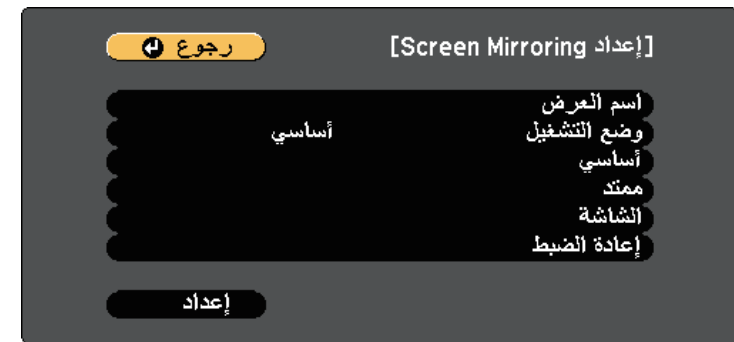 [إعداد Screen Mirroring]
رجوع
اسم العرض
وضع التشغيل أساسي
أساسي
ممتد
الشاشة
إعادة الضبط
إعداد